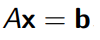 Ax = b